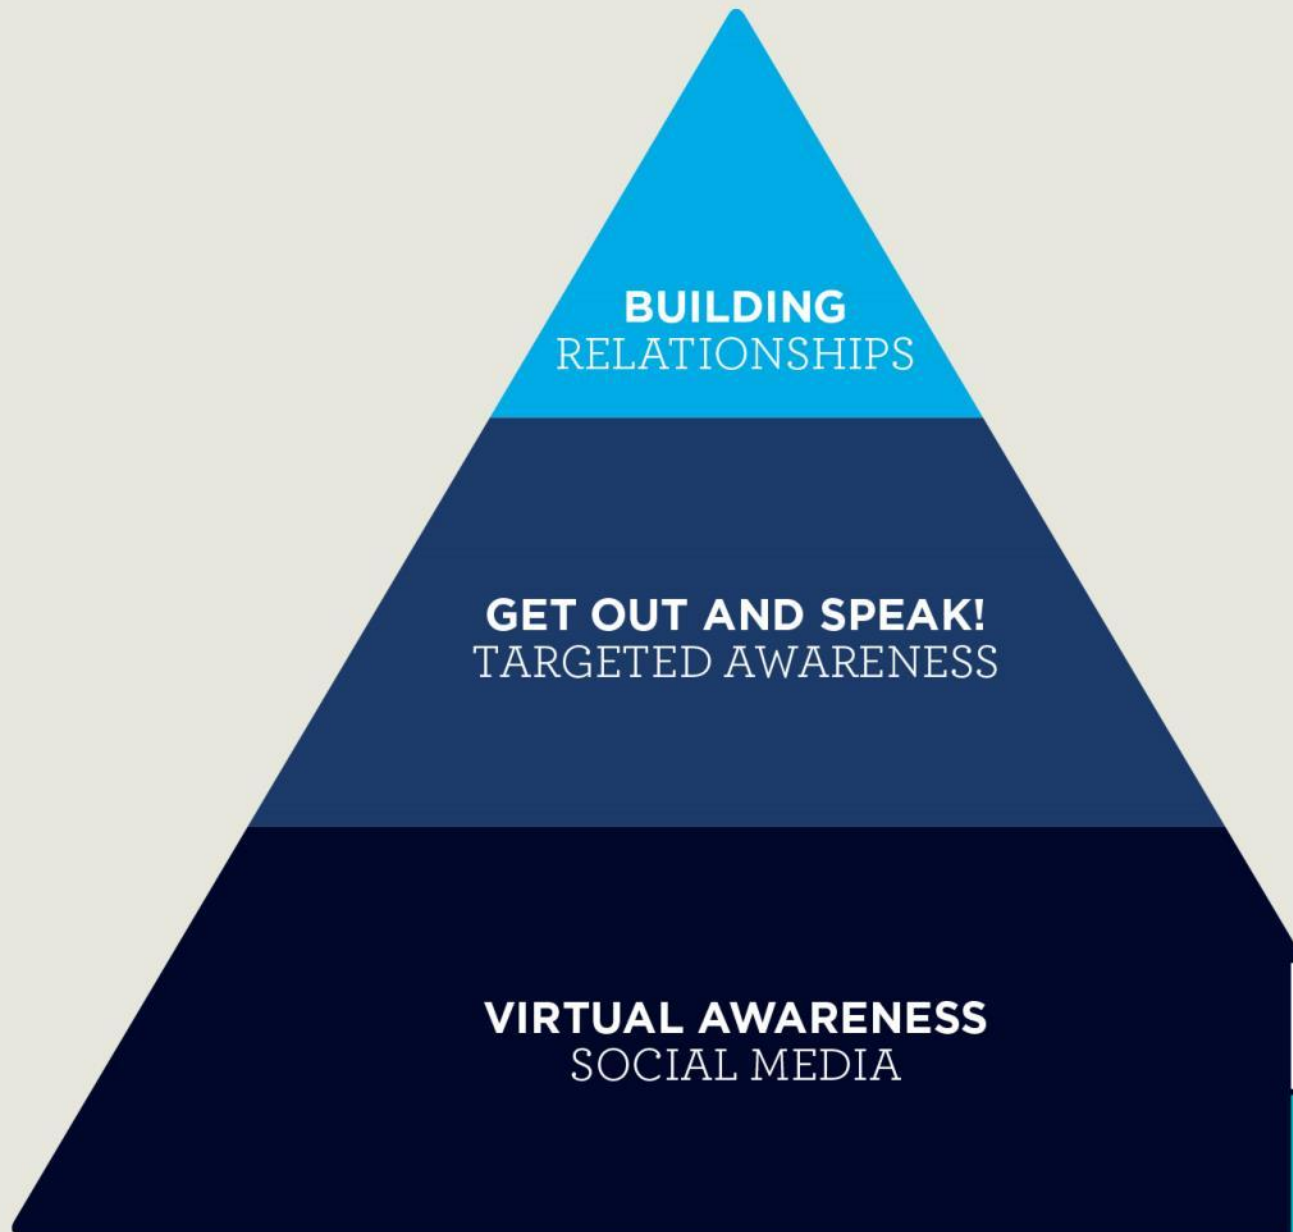 BUILDING
RELATIONSHIPS
GET OUT AND SPEAK!
TARGETED AWARENESS
VIRTUAL AWARENESS
SOCIAL MEDIA